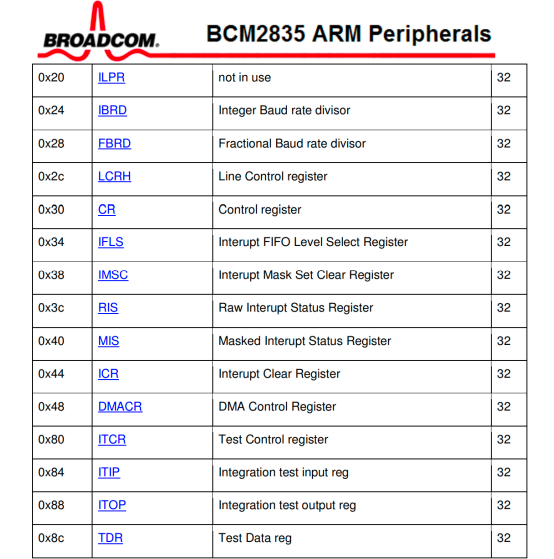 BROADCOM.
BCM2835 ARM Peripherals
0x20 ILPR not in use 32
0x24 IBRD Integer Baud rate divisor 32
0x28 FBRD Fractional Baud rate divisor 32
0x2c LCRH Line Control register 32
0x30 CR Control register 32
0x34 IFLS Interupt FIFO Level Select Register 32
0x38 IMSC Interupt Mask Set Clear Register 32
0x3c RIS Raw Interupt Status Register 32
0x40 MIS Masked Interupt Status Register 32
0x44 ICR Interupt Clear Register 32
0x48 DMACR DMA Control Register 32
0x80 ITCR Test Control register 32
0x84 ITIP Integration test input reg 32
0x88 ITOP Integration test output reg 32
0x8c TDR Test Data reg 32